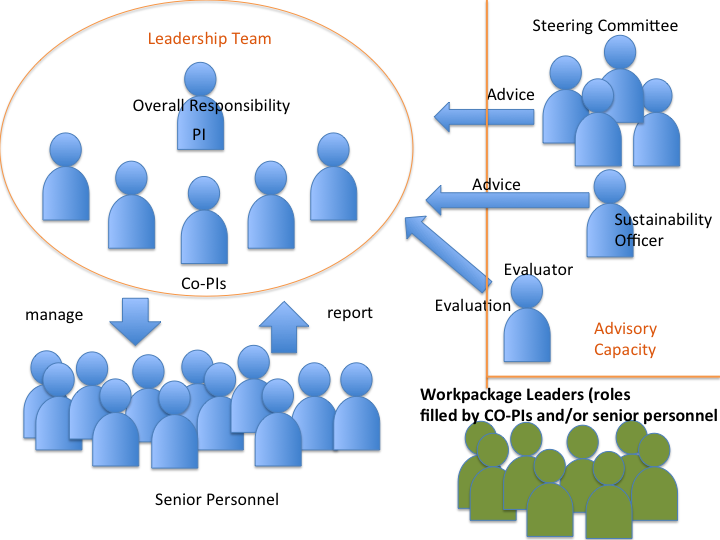 Leadership Team
Overall Responsibility
PI
Co-PIs
Steering Committee
Advice
Advice
Sustainability
Officer
Evaluator
Evaluation
Advisory
Capacity
manage
report
Senior Personnel
Workpackage Leaders (roles
filled by CO-PIs and/or senior personnel